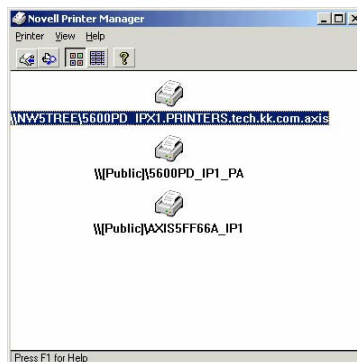 Novell Printer Manager
Printer View Help
\\NW5TREE\5600PD_IPX1.PRINTERS.tech.kk.com.axis
\\[Public]\5600PD_IP1_PA
\\[Public]\AXIS5FF66A_IP1
Press F1 for Help